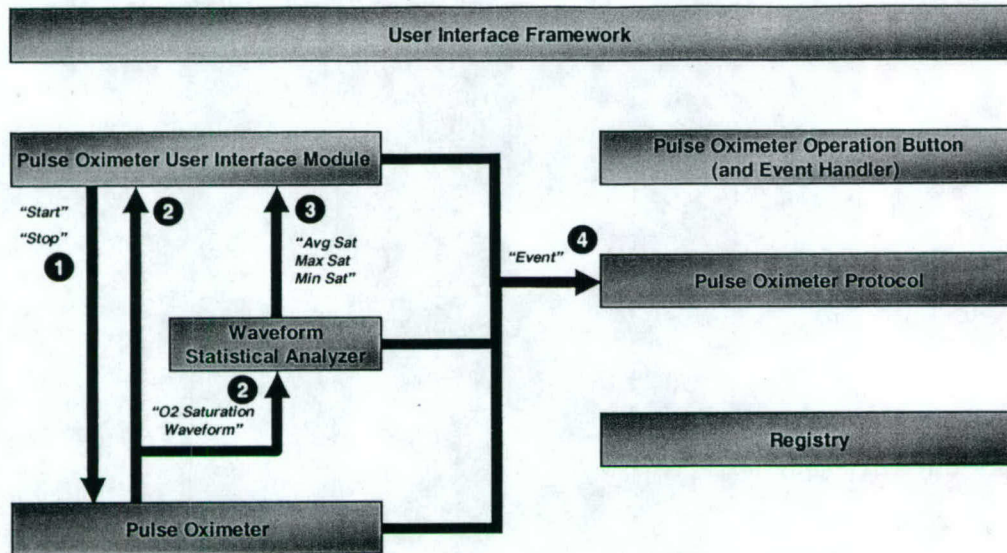 User Interface Framework
Pulse Oximeter User Interface Module
Pulse Oximeter Operation Button
(and Event Handler)
"Start"
"Stop"
1
2
3
"Avg Sat
Max Sat
Min Sat"
"Event"
4
Pulse Oximeter Protocol
Waveform
Statistical Analyzer
2
"O2 Saturation
Waveform"
Registry
Pulse Oximeter